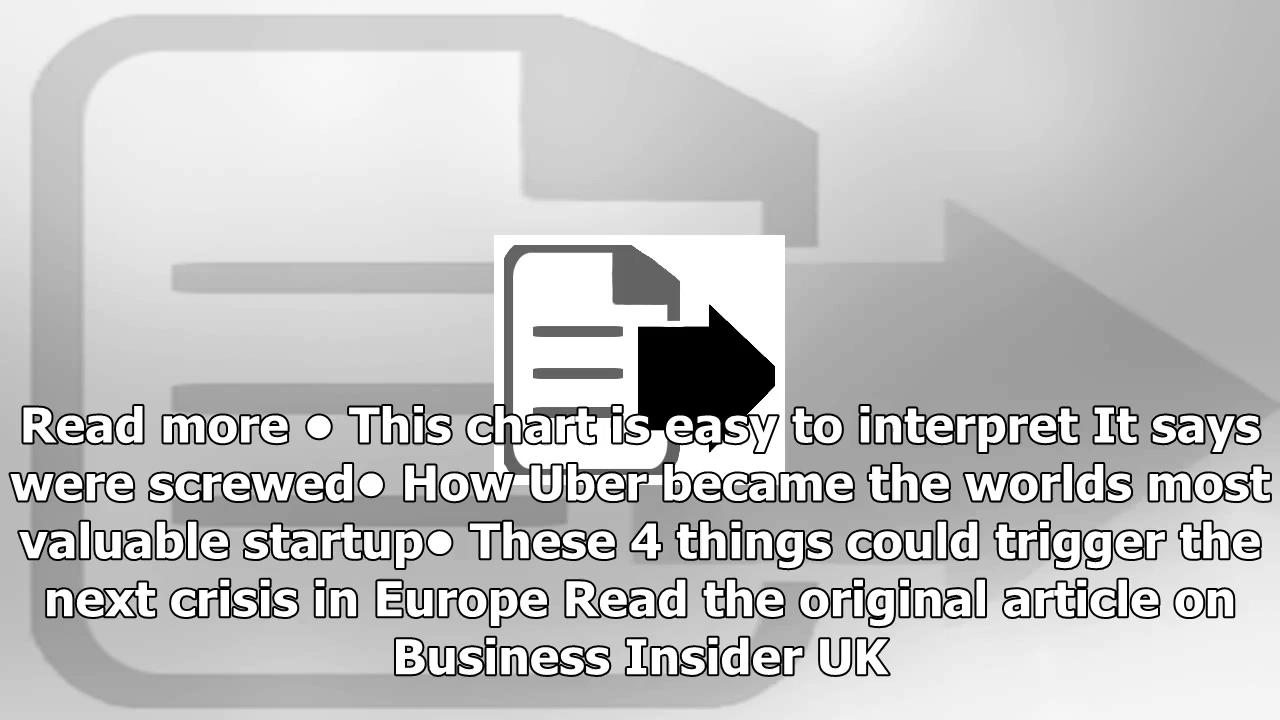 Read more • This chart is easy to interpret It says
were screwed• How Uber became the worlds most
valuable startup• These 4 things could trigger the
next crisis in Europe Read the original article on
Business Insider UK